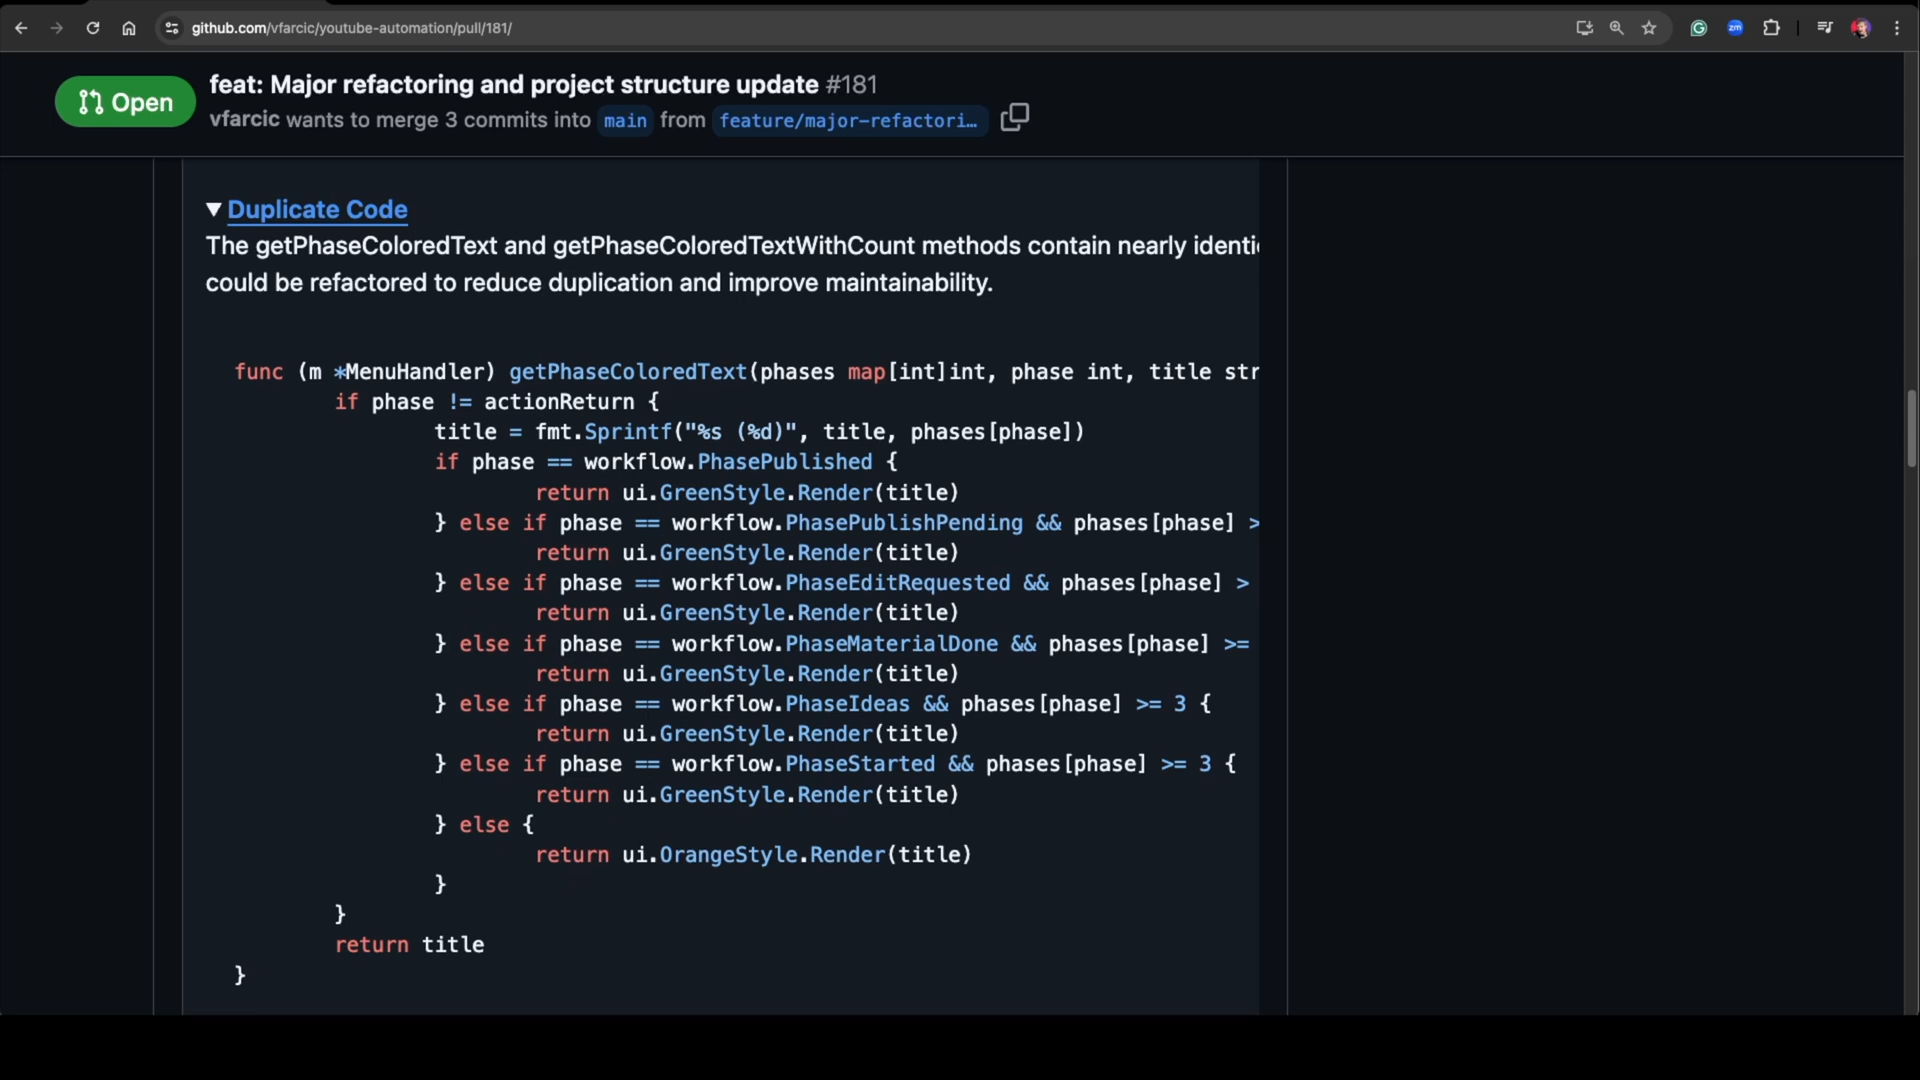 github.com/vfarcic/youtube-automation/pull/181/
Open
feat: Major refactoring and project structure update #181
vfarcic wants to merge 3 commits into main from feature/major-refactori…
Duplicate Code
The getPhaseColoredText and getPhaseColoredTextWithCount methods contain nearly identi
could be refactored to reduce duplication and improve maintainability.
func (m *MenuHandler) getPhaseColoredText(phases map[int]int, phase int, title str
if phase != actionReturn {
title = fmt.Sprintf("%s (%d)", title, phases[phase])
if phase == workflow.PhasePublished {
return ui.GreenStyle.Render(title)
} else if phase == workflow.PhasePublishPending && phases[phase] >
return ui.GreenStyle.Render(title)
} else if phase == workflow.PhaseEditRequested && phases[phase] >
return ui.GreenStyle.Render(title)
} else if phase == workflow.PhaseMaterialDone && phases[phase] >=
return ui.GreenStyle.Render(title)
} else if phase == workflow.PhaseIdeas && phases[phase] >= 3 {
return ui.GreenStyle.Render(title)
} else if phase == workflow.PhaseStarted && phases[phase] >= 3 {
return ui.GreenStyle.Render(title)
} else {
return ui.OrangeStyle.Render(title)
}
}
return title
}